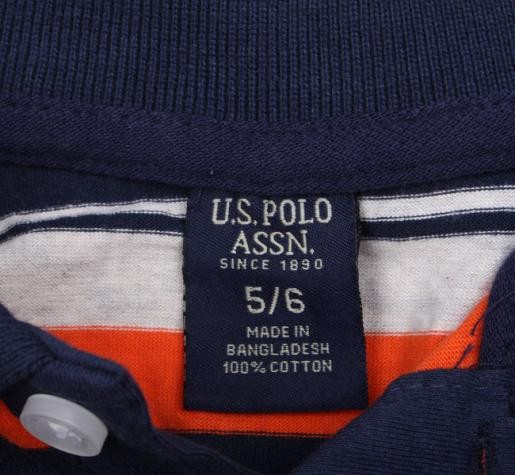 U.S. POLO
ASSN.
SINCE 1890
5/6
MADE IN
BANGLADESH
100% COTTON